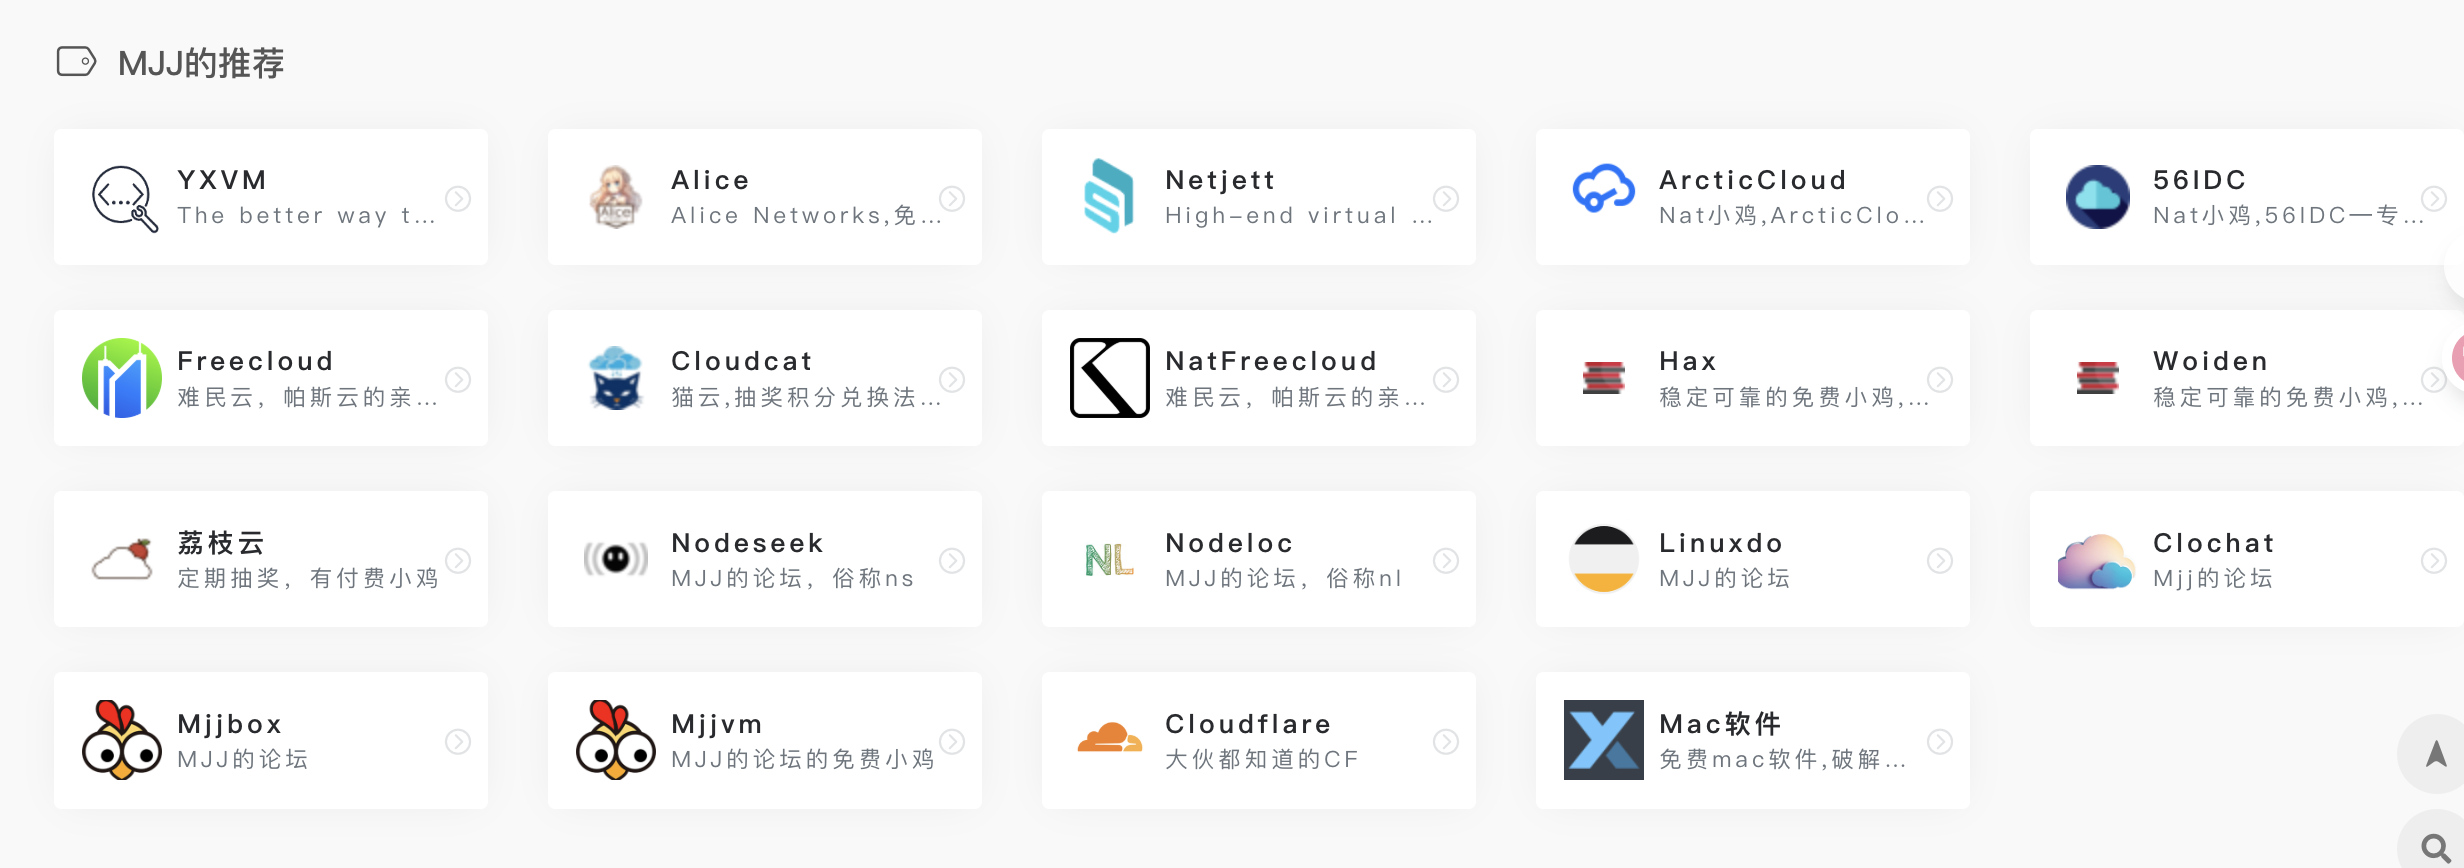 MJJ的推荐
YXVM
The better way t...
Alice
Alice Networks,免...
Netjett
High-end virtual ...
ArcticCloud
Nat小鸡,ArcticClo...
56IDC
Nat小鸡,56IDC一专...
Freecloud
难民云，帕斯云的亲...
Cloudcat
猫云,抽奖积分兑换法...
NatFreecloud
难民云，帕斯云的亲...
Hax
稳定可靠的免费小鸡,...
Woiden
稳定可靠的免费小鸡,...
荔枝云
定期抽奖，有付费小鸡
Nodeseek
MJJ的论坛，俗称ns
NL
Nodeloc
MJJ的论坛，俗称nl
Linuxdo
MJJ的论坛
Clochat
Mjj的论坛
Mjjbox
MJJ的论坛
Mjjvm
MJJ的论坛的免费小鸡
Cloudflare
大伙都知道的CF
Mac软件
免费mac软件,破解...